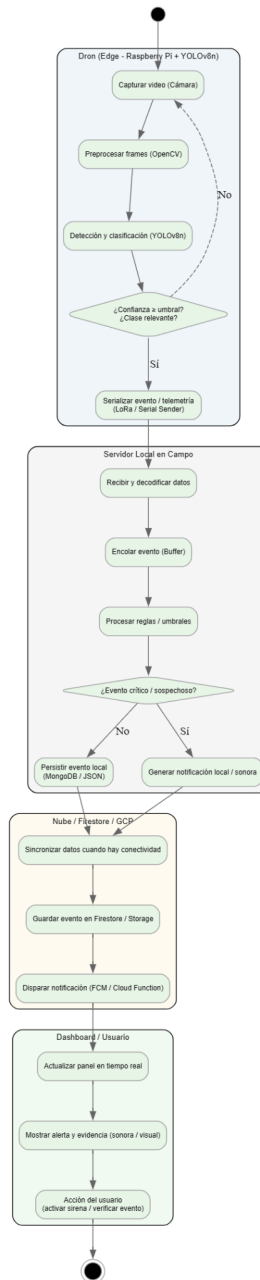 Dron (Edge - Raspberry Pi + YOLOv8n)
Capturar video (Cámara)
Preprocesar frames (OpenCV)
No
Detección y clasificación (YOLOv8n)
¿Confianza ≥ umbral?
¿Clase relevante?
Sí
Serializar evento / telemetría
(LoRa / Serial Sender)
Servidor Local en Campo
Recibir y decodificar datos
Encolar evento (Buffer)
Procesar reglas / umbrales
¿Evento crítico / sospechoso?
No
Sí
Persistir evento local
(MongoDB / JSON)
Generar notificación local / sonora
Nube / Firestore / GCP
Sincronizar datos cuando hay conectividad
Guardar evento en Firestore / Storage
Disparar notificación (FCM / Cloud Function)
Dashboard / Usuario
Actualizar panel en tiempo real
Mostrar alerta y evidencia (sonora / visual)
Acción del usuario
(activar sirena / verificar evento)